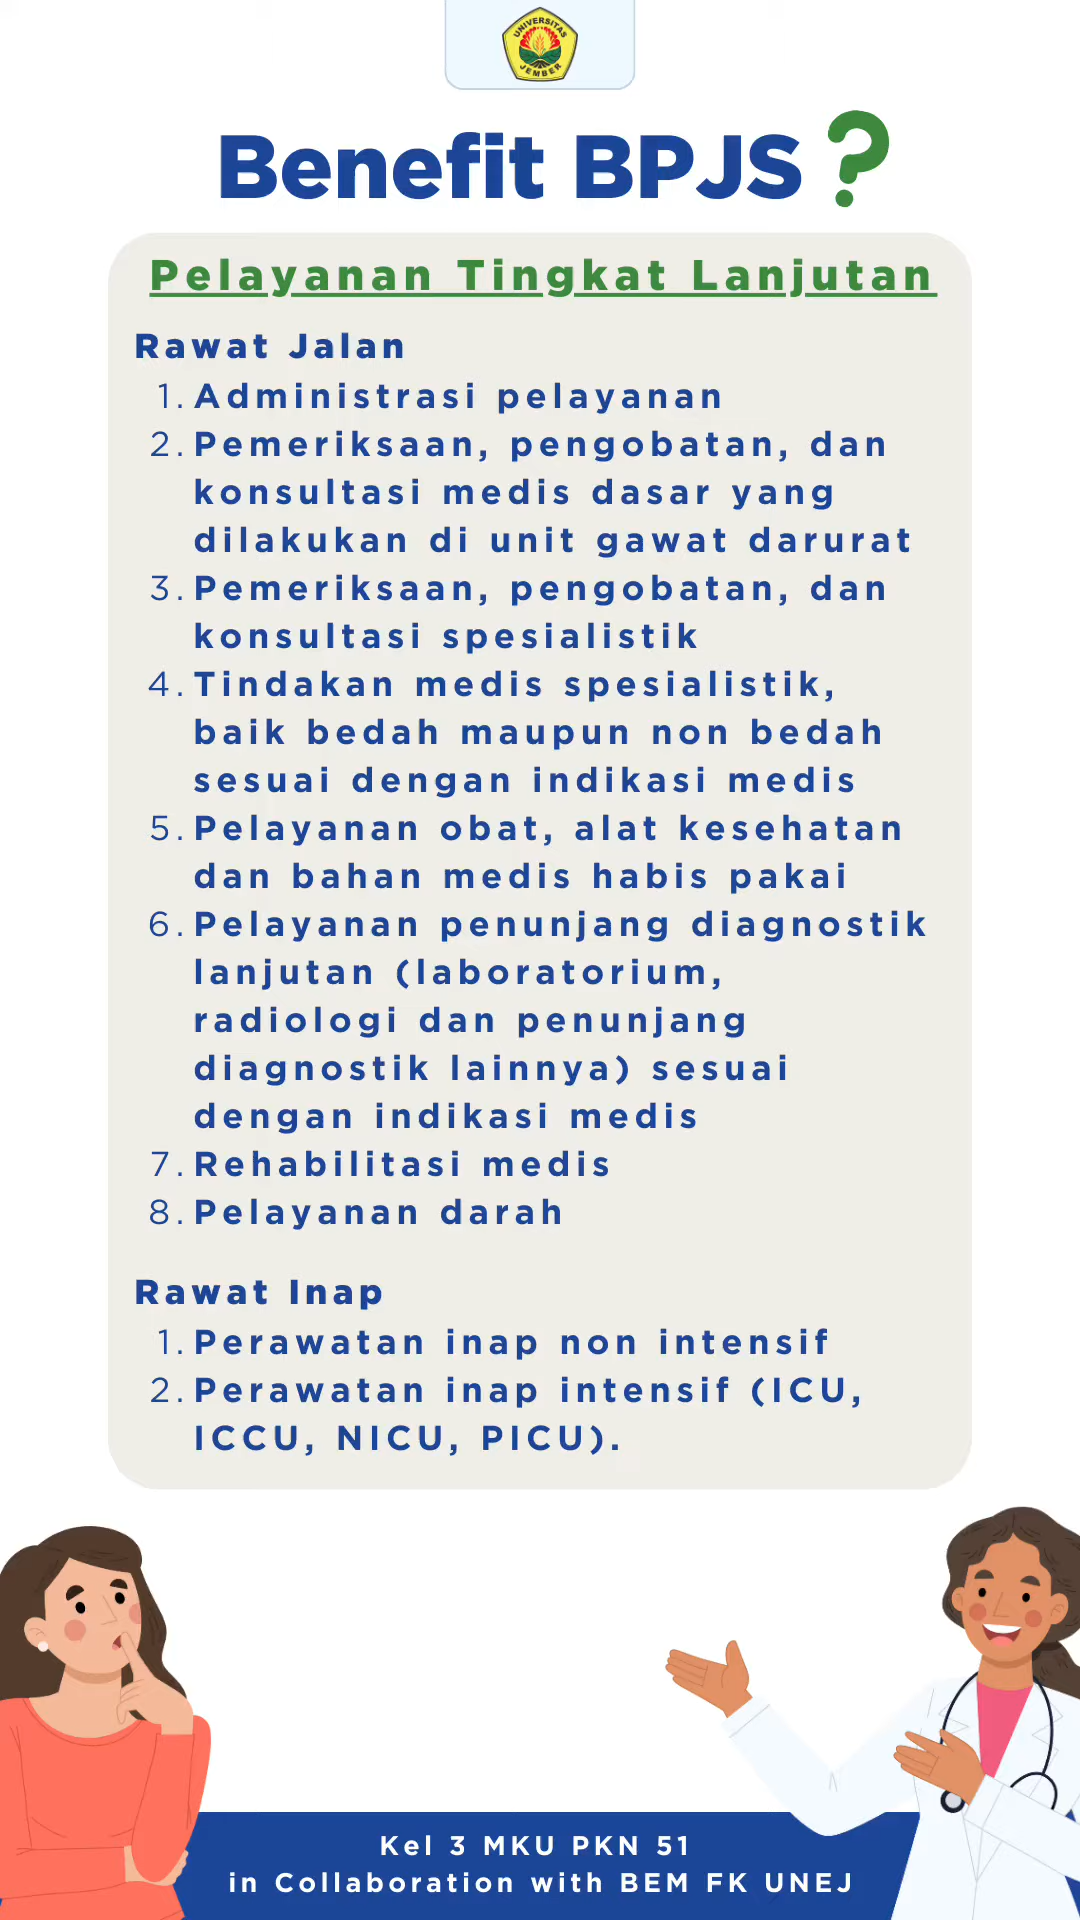 UNIVERSITAS
JEMBER
Benefit BPJS?
Pelayanan Tingkat Lanjutan
Rawat Jalan
1. Administrasi pelayanan
2. Pemeriksaan, pengobatan, dan
konsultasi medis dasar yang
dilakukan di unit gawat darurat
3. Pemeriksaan, pengobatan, dan
konsultasi spesialistik
4. Tindakan medis spesialistik,
baik bedah maupun non bedah
sesuai dengan indikasi medis
5. Pelayanan obat, alat kesehatan
dan bahan medis habis pakai
6. Pelayanan penunjang diagnostik
lanjutan (laboratorium,
radiologi dan penunjang
diagnostik lainnya) sesuai
dengan indikasi medis
7. Rehabilitasi medis
8. Pelayanan darah
Rawat Inap
1. Perawatan inap non intensif
2. Perawatan inap intensif (ICU,
ICCU, NICU, PICU).
Kel 3 MKU PKN 51
in Collaboration with BEM FK UNEJ